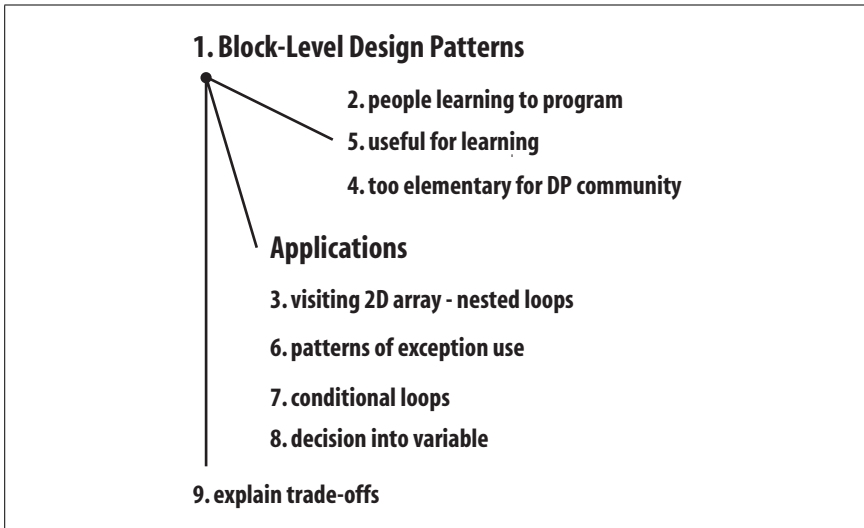 1. Block-Level Design Patterns
2. people learning to program
5. useful for learning
4. too elementary for DP community
Applications
3. visiting 2D array - nested loops
6. patterns of exception use
7. conditional loops
8. decision into variable
9. explain trade-offs